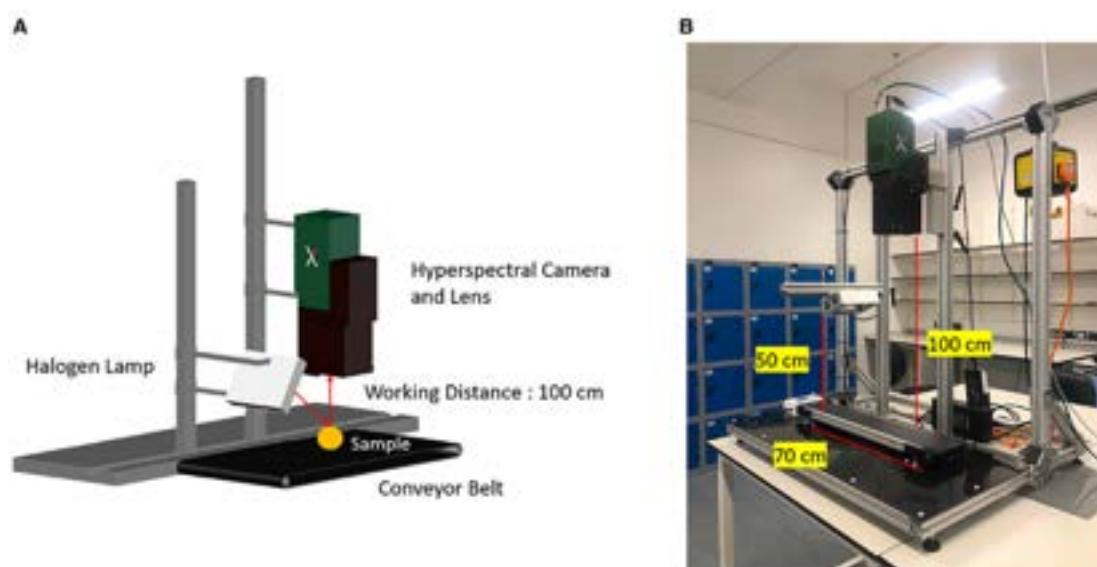 A
B
Hyperspectral Camera
and Lens
Halogen Lamp
Working Distance : 100 cm
Sample
Conveyor Belt
50 cm
100 cm
70 cm